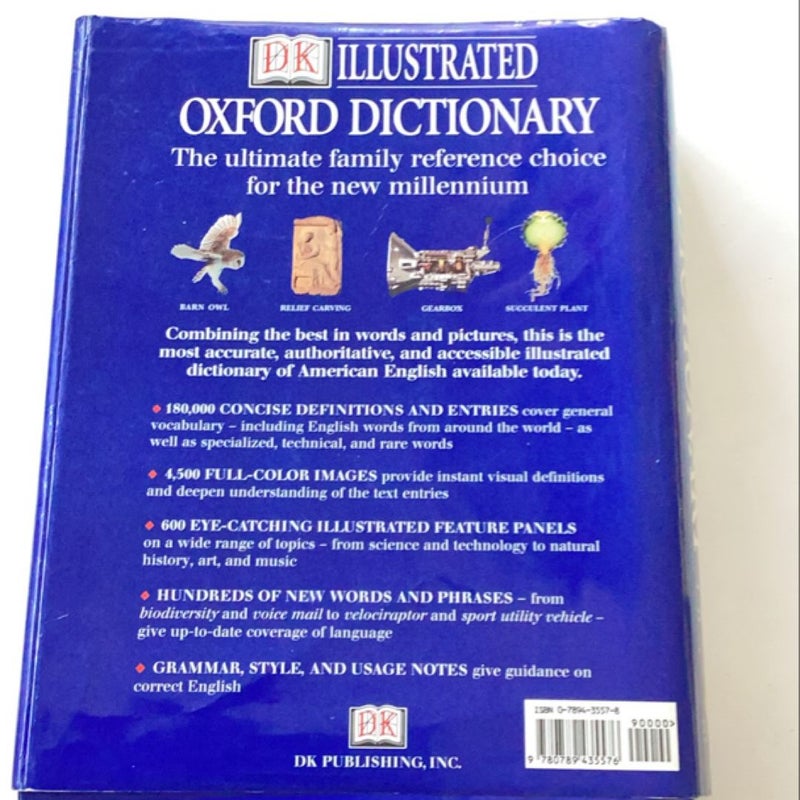 DK ILLUSTRATED
OXFORD DICTIONARY
The ultimate family reference choice
for the new millennium
BARN OWL RELIEF CARVING GEARBOX SUCCULENT PLANT
Combining the best in words and pictures, this is the
most accurate, authoritative, and accessible illustrated
dictionary of American English available today.
◆ 180,000 CONCISE DEFINITIONS AND ENTRIES cover general
vocabulary – including English words from around the world – as
well as specialized, technical, and rare words
◆ 4,500 FULL-COLOR IMAGES provide instant visual definitions
and deepen understanding of the text entries
◆ 600 EYE-CATCHING ILLUSTRATED FEATURE PANELS
on a wide range of topics – from science and technology to natural
history, art, and music
◆ HUNDREDS OF NEW WORDS AND PHRASES – from
biodiversity and voice mail to velociraptor and sport utility vehicle –
give up-to-date coverage of language
◆ GRAMMAR, STYLE, AND USAGE NOTES give guidance on
correct English
DK
DK PUBLISHING, INC.
ISBN 0-7894-3557-8
90000>
9 780789 435576